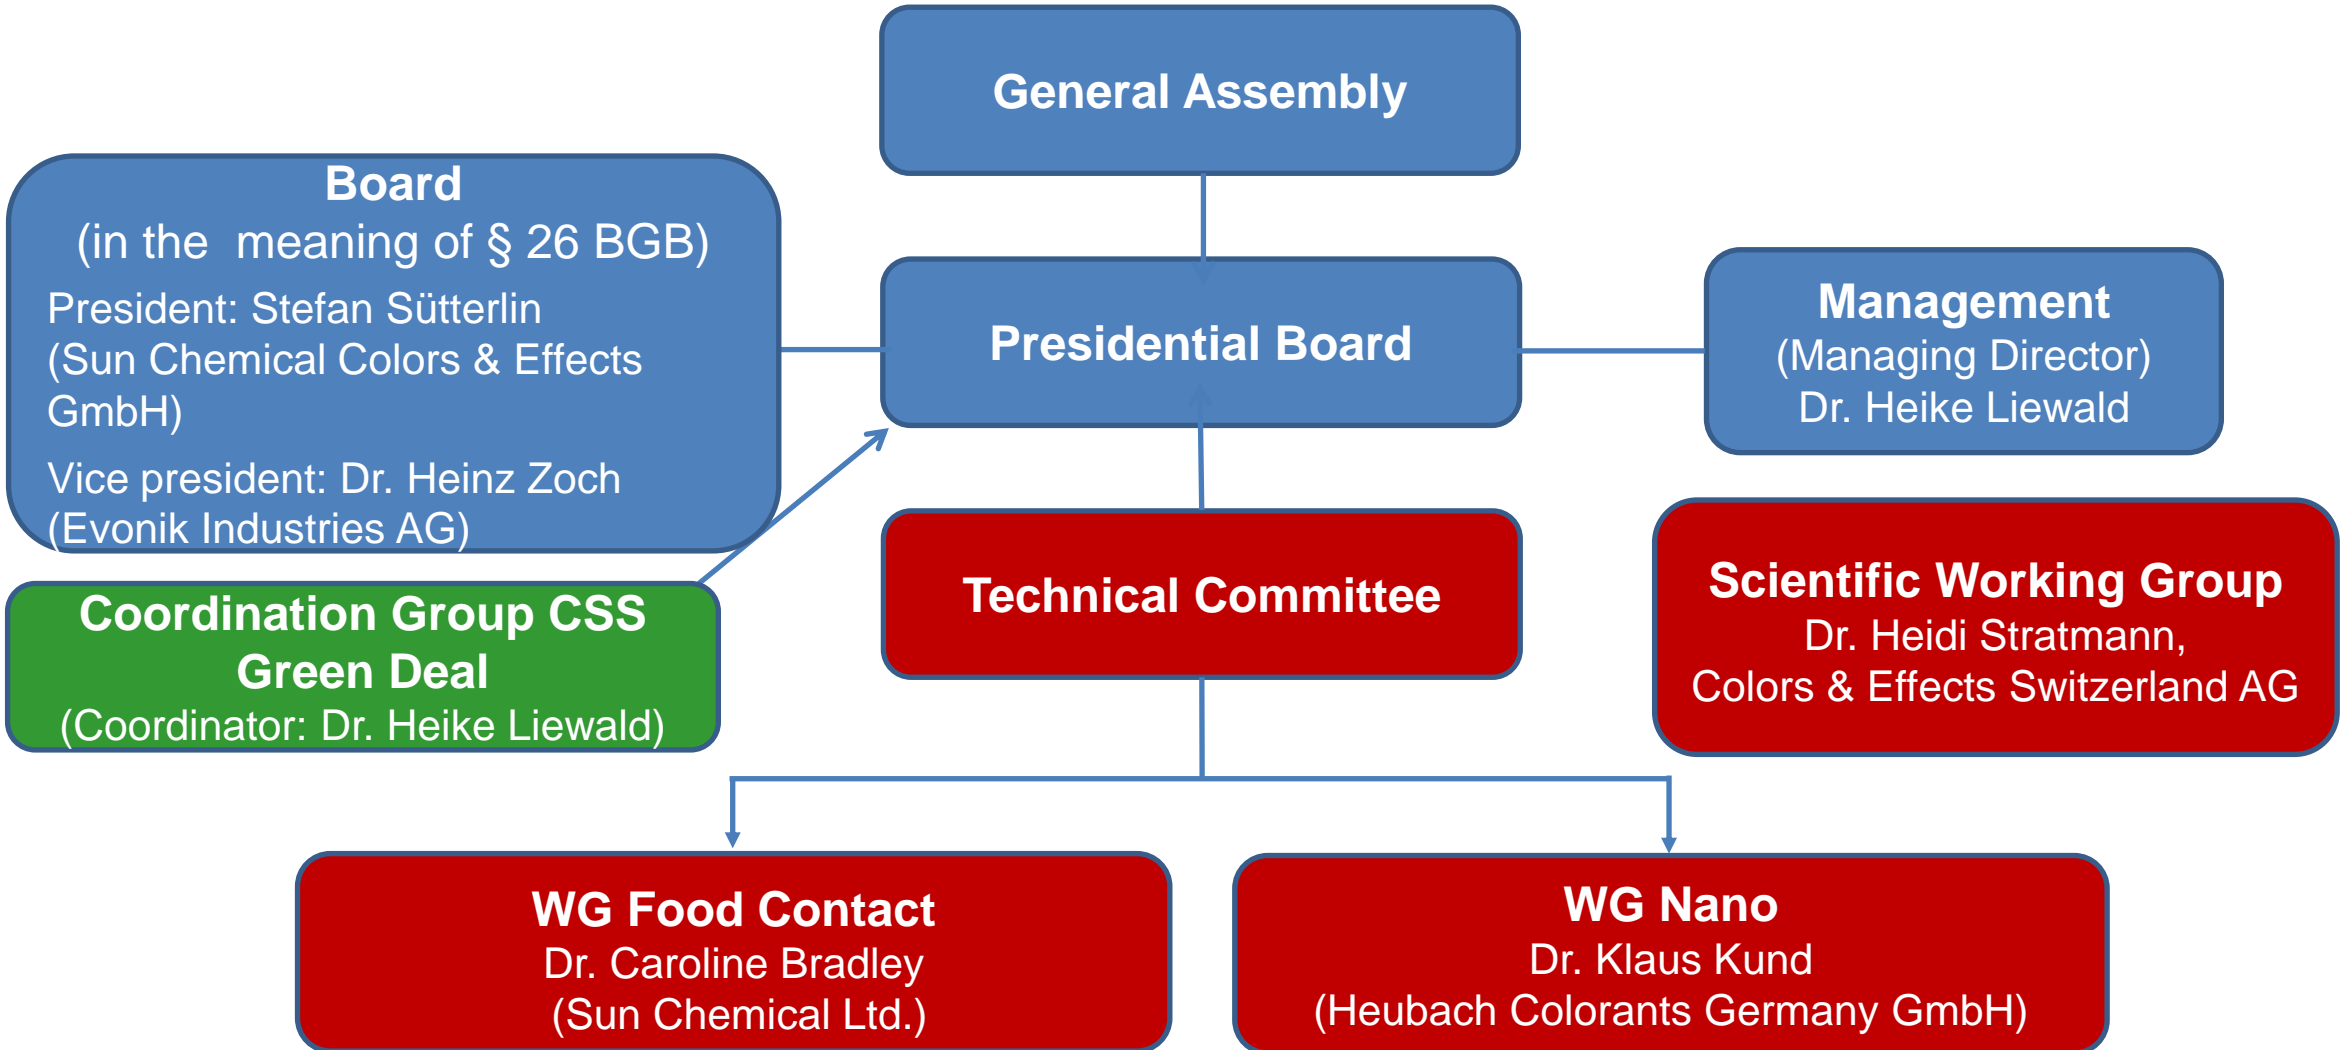 General Assembly
Board
(in the  meaning of § 26 BGB)
President: Stefan Sütterlin
(Sun Chemical Colors & Effects
GmbH)
Vice president: Dr. Heinz Zoch
(Evonik Industries AG)
Presidential Board
Management
(Managing Director)
Dr. Heike Liewald
Coordination Group CSS
Green Deal
(Coordinator: Dr. Heike Liewald)
Technical Committee
Scientific Working Group
Dr. Heidi Stratmann,
Colors & Effects Switzerland AG
WG Food Contact
Dr. Caroline Bradley
(Sun Chemical Ltd.)
WG Nano
Dr. Klaus Kund
(Heubach Colorants Germany GmbH)